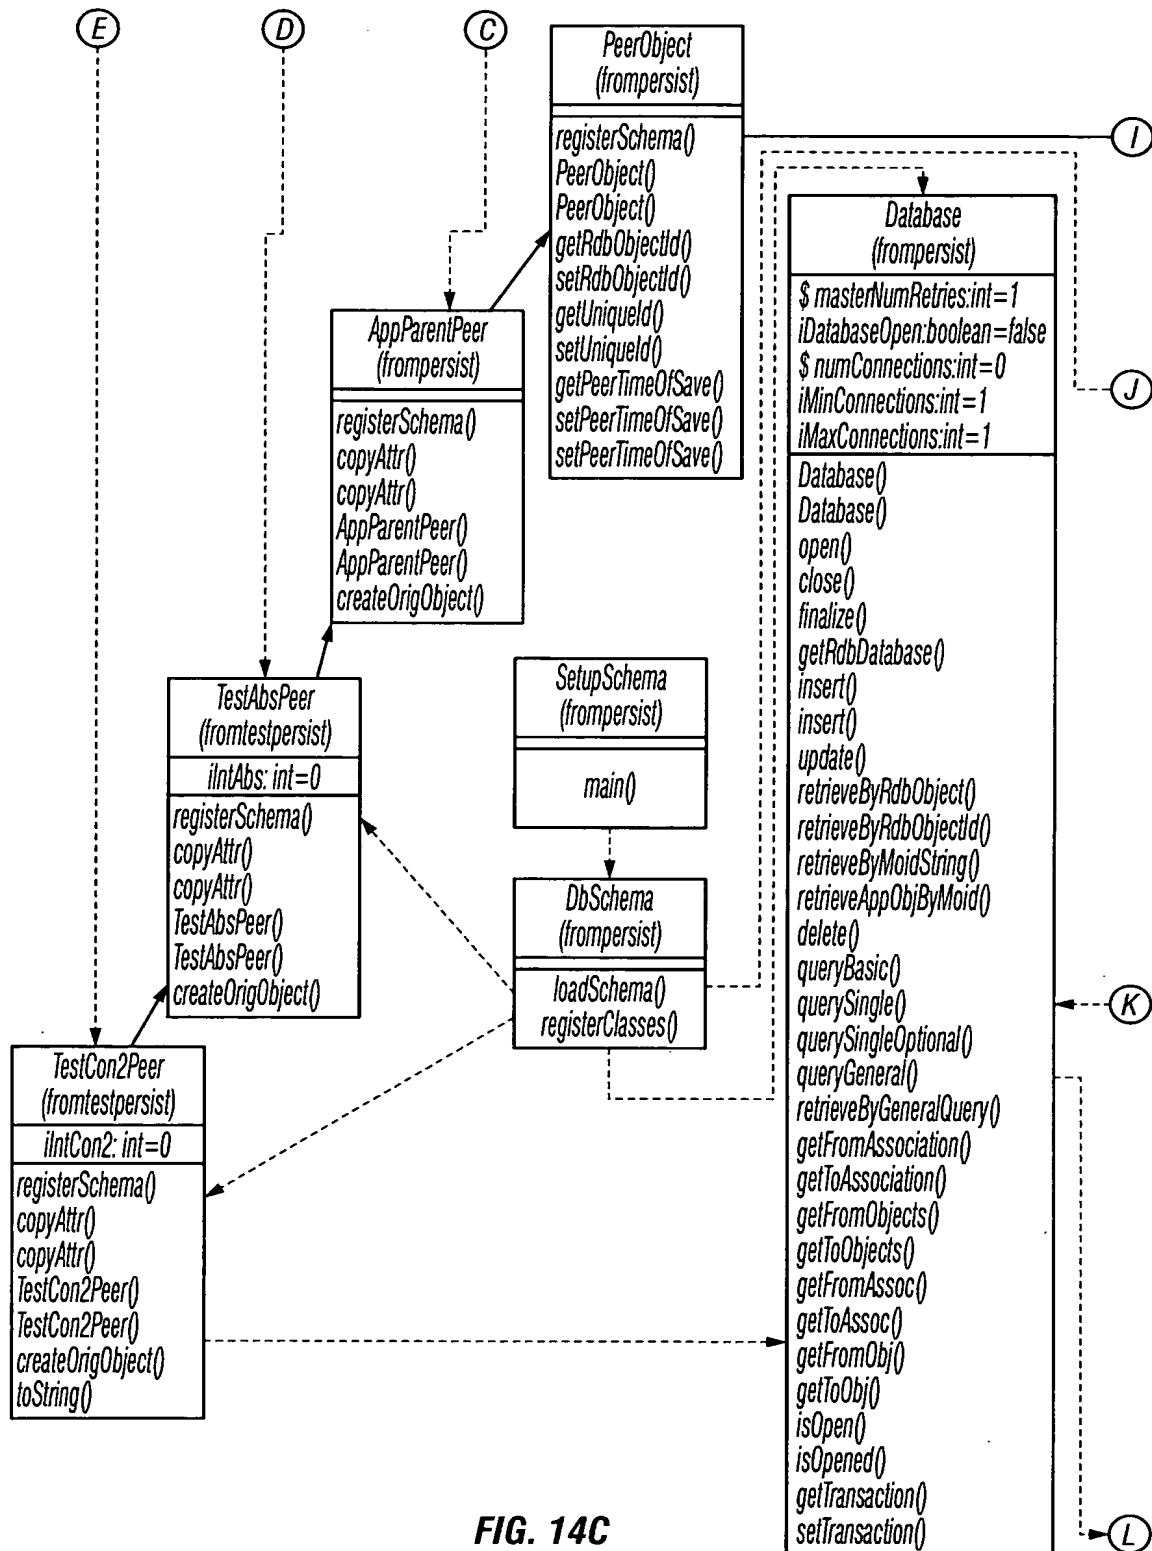 E
D
C
PeerObject
(frompersist)
registerSchema()
PeerObject()
PeerObject()
getRdbObjectId()
setRdbObjectId()
getUniqueId()
setUniqueId()
getPeerTimeOfSave()
setPeerTimeOfSave()
setPeerTimeOfSave()
I
J
AppParentPeer
(frompersist)
registerSchema()
copyAttr()
copyAttr()
AppParentPeer()
AppParentPeer()
createOrigObject()
TestAbsPeer
(fromtestpersist)
iIntAbs: int=0
registerSchema()
copyAttr()
copyAttr()
TestAbsPeer()
TestAbsPeer()
createOrigObject()
SetupSchema
(frompersist)
main()
DbSchema
(frompersist)
loadSchema()
registerClasses()
TestCon2Peer
(fromtestpersist)
iIntCon2: int=0
registerSchema()
copyAttr()
copyAttr()
TestCon2Peer()
TestCon2Peer()
createOrigObject()
toString()
Database
(frompersist)
$ masterNumRetries:int=1
iDatabaseOpen:boolean=false
$ numConnections:int=0
iMinConnections:int=1
iMaxConnections:int=1
Database()
Database()
open()
close()
finalize()
getRdbDatabase()
insert()
insert()
update()
retrieveByRdbObject()
retrieveByRdbObjectId()
retrieveByMoidString()
retrieveAppObjByMoid()
delete()
queryBasic()
querySingle()
querySingleOptional()
queryGeneral()
retrieveByGeneralQuery()
getFromAssociation()
getToAssociation()
getFromObjects()
getToObjects()
getFromAssoc()
getToAssoc()
getFromObj()
getToObj()
isOpen()
isOpened()
getTransaction()
setTransaction()
K
L
FIG. 14C